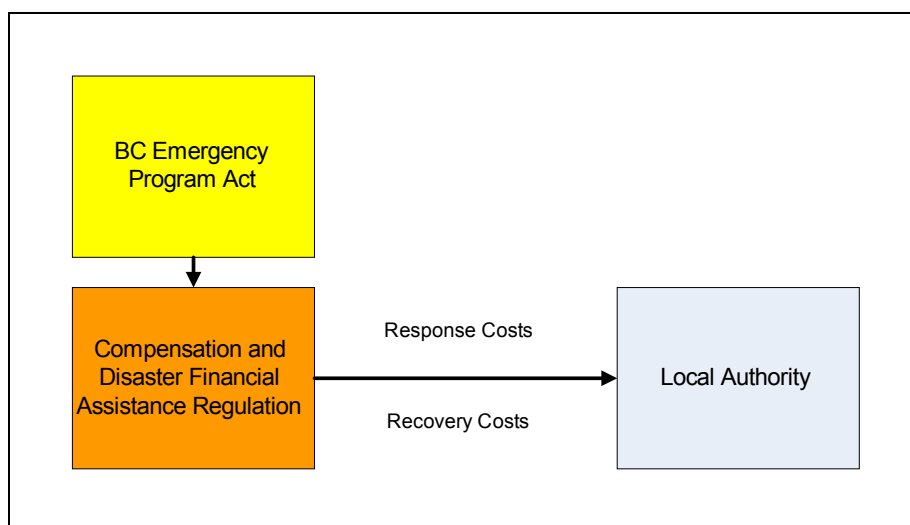 BC Emergency
Program Act
Compensation and
Disaster Financial
Assistance Regulation
Response Costs
Recovery Costs
Local Authority